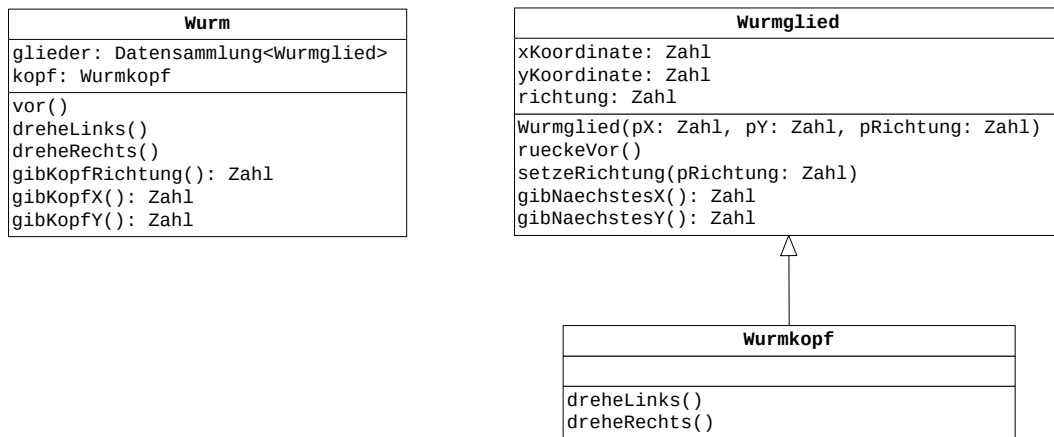 Wurm
glieder: Datensammlung<Wurmglied>
kopf: Wurmkopf
vor()
dreheLinks()
dreheRechts()
gibKopfRichtung(): Zahl
gibKopfX(): Zahl
gibKopfY(): Zahl
Wurmglied
xKoordinate: Zahl
yKoordinate: Zahl
richtung: Zahl
Wurmglied(pX: Zahl, pY: Zahl, pRichtung: Zahl)
rueckeVor()
setzeRichtung(pRichtung: Zahl)
gibNaechstesX(): Zahl
gibNaechstesY(): Zahl
Wurmkopf
dreheLinks()
dreheRechts()